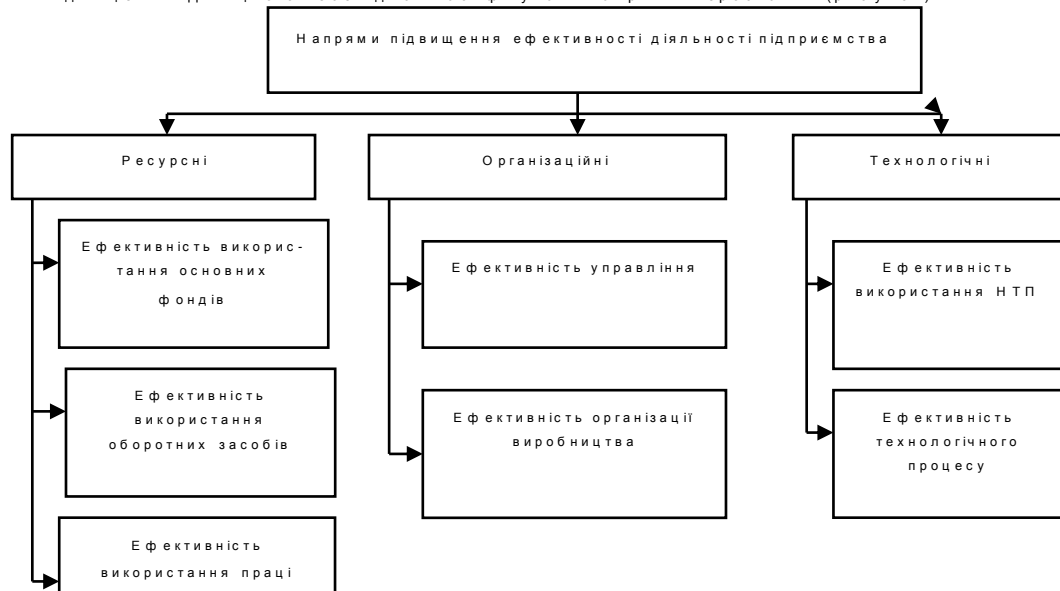 Напрями підвищення ефективності діяльності підприємства
Ресурсні
Організаційні
Технологічні
Ефективність викорис-
тання основних
фондів
Ефективність
використання
оборотних засобів
Ефективність
використання праці
Ефективність управління
Ефективність організації
виробництва
Ефективність
використання НТП
Ефективність
технологічного
процесу